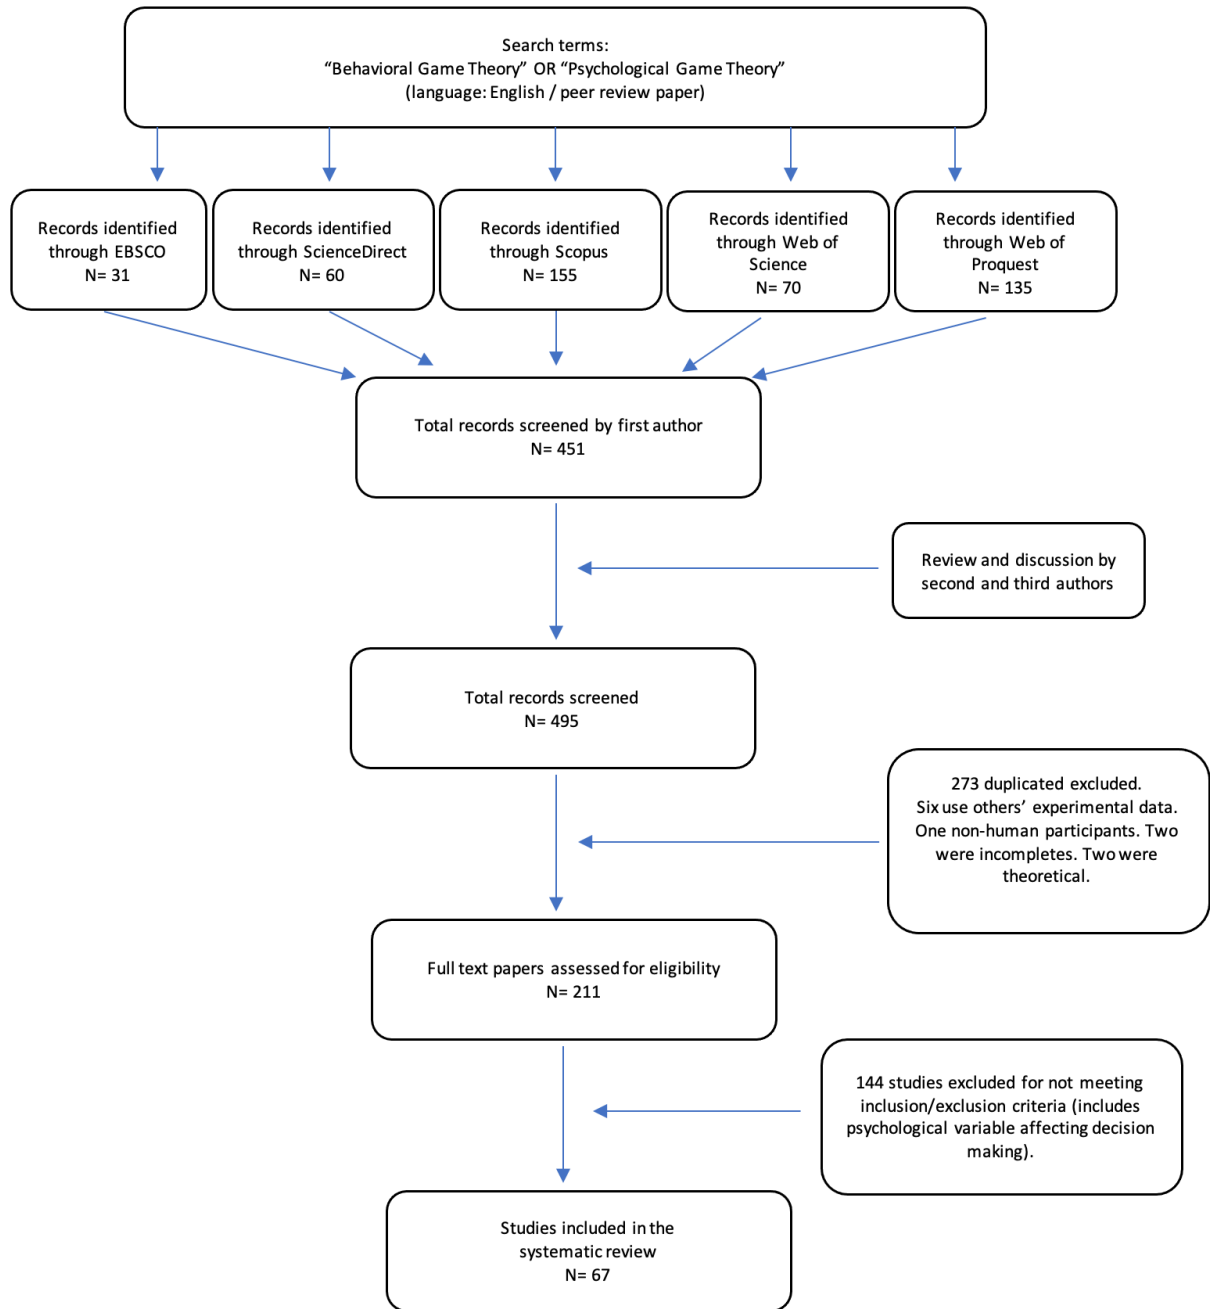 Search terms:
“Behavioral Game Theory” OR “Psychological Game Theory”
(language: English / peer review paper)
Records identified
through EBSCO
N= 31
Records identified
through ScienceDirect
N= 60
Records identified
through Scopus
N= 155
Records identified
through Web of
Science
N= 70
Records identified
through Web of
Proquest
N= 135
Total records screened by first author
N= 451
Review and discussion by
second and third authors
Total records screened
N= 495
273 duplicated excluded.
Six use others’ experimental data.
One non-human participants. Two
were incompletes. Two were
theoretical.
Full text papers assessed for eligibility
N= 211
144 studies excluded for not meeting
inclusion/exclusion criteria (includes
psychological variable affecting decision
making).
Studies included in the
systematic review
N= 67